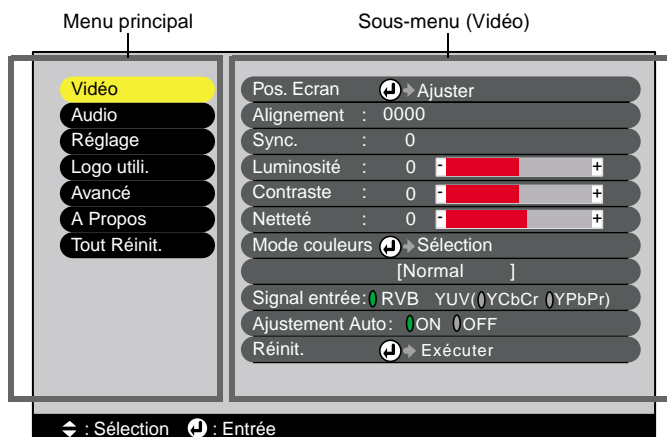 Menu principal
Sous-menu (Vidéo)
Vidéo
Audio
Réglage
Logo utili.
Avancé
A Propos
Tout Réinit.
Pos. Ecran Ajuster
Alignement : 0000
Sync. : 0
Luminosité : 0 - +
Contraste : 0 - +
Netteté : 0 - +
Mode couleurs Sélection
[Normal ]
Signal entrée: RVB YUV( YCbCr YPbPr)
Ajustement Auto: ON OFF
Réinit. Exécuter
: Sélection : Entrée